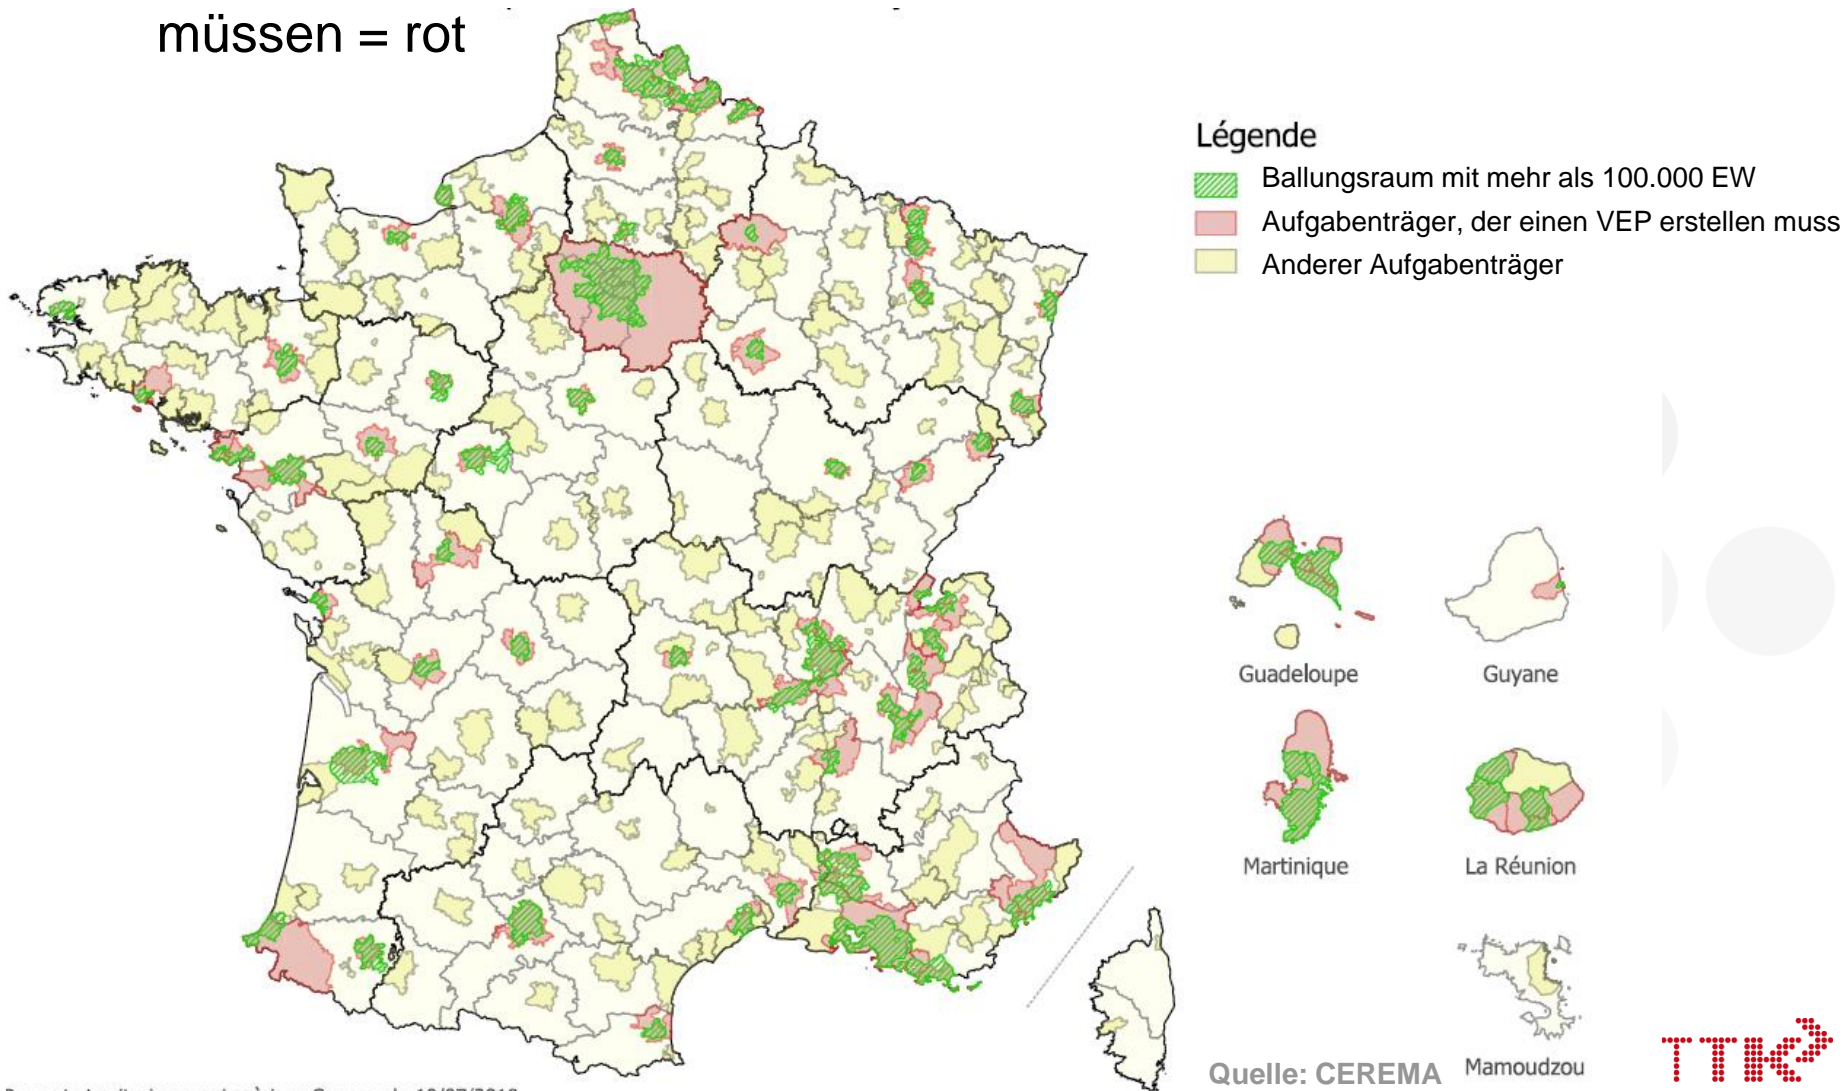 müssen = rot
Légende
Ballungsraum mit mehr als 100.000 EW
Aufgabenträger, der einen VEP erstellen muss
Anderer Aufgabenträger
Guadeloupe
Guyane
Martinique
La Réunion
Quelle: CEREMA
Mamoudzou
TTK